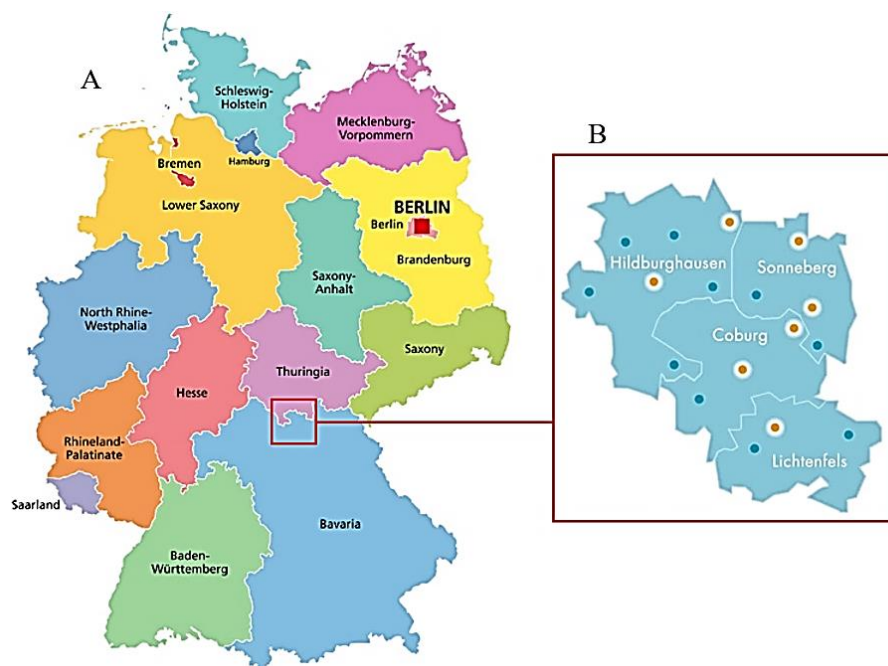 A
Schleswig-
Holstein
Mecklenburg-
Vorpommern
Hamburg
Bremen
Lower Saxony
BERLIN
Berlin
Brandenburg
Saxony-
Anhalt
North Rhine-
Westphalia
Saxony
Thuringia
Hesse
Rhineland-
Palatinate
Saarland
Bavaria
Baden-
Württemberg
B
Hildburghausen
Sonneberg
Coburg
Lichtenfels